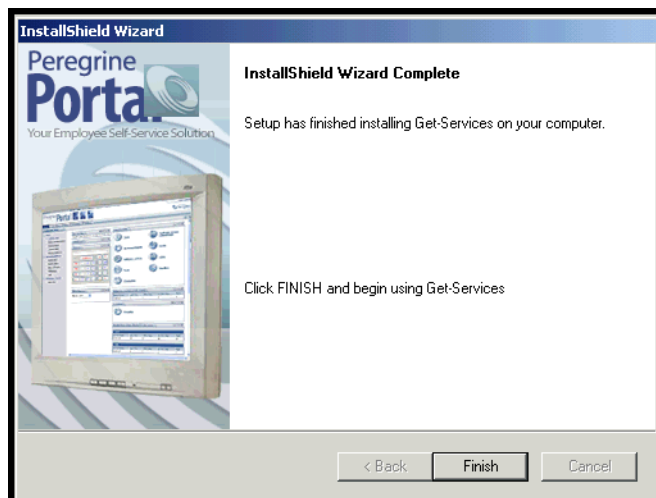 InstallShield Wizard
Peregrine
Portal
Your Employee Self-Service Solution
InstallShield Wizard Complete
Setup has finished installing Get-Services on your computer.
Click FINISH and begin using Get-Services
< Back
Finish
Cancel